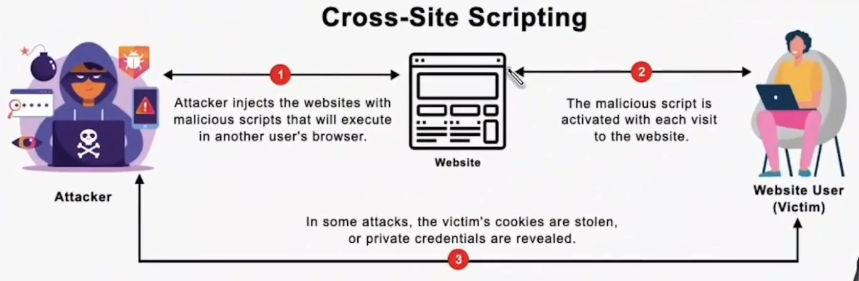 Cross-Site Scripting
1
Attacker injects the websites with
malicious scripts that will execute
in another user's browser.
2
The malicious script is
activated with each visit
to the website.
Website
Attacker
Website User
(Victim)
In some attacks, the victim's cookies are stolen,
or private credentials are revealed.
3